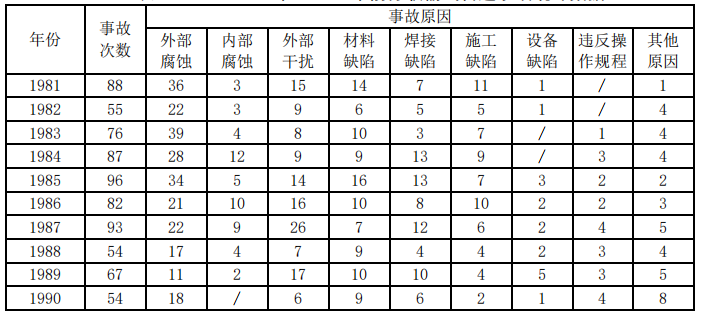 年份 事故次数 事故原因
外部腐蚀 内部腐蚀 外部干扰 材料缺陷 焊接缺陷 施工缺陷 设备缺陷 违反操作规程 其他原因
1981 88 36 3 15 14 7 11 1 / 1
1982 55 22 3 9 6 5 5 1 / 4
1983 76 39 4 8 10 3 7 / 1 4
1984 87 28 12 9 9 13 9 / 3 4
1985 96 34 5 14 16 13 7 3 2 2
1986 82 21 10 16 10 8 10 2 2 3
1987 93 22 9 26 7 12 6 2 4 5
1988 54 17 4 7 9 4 4 2 3 4
1989 67 11 2 17 10 10 4 5 3 5
1990 54 18 / 6 9 6 2 1 4 8